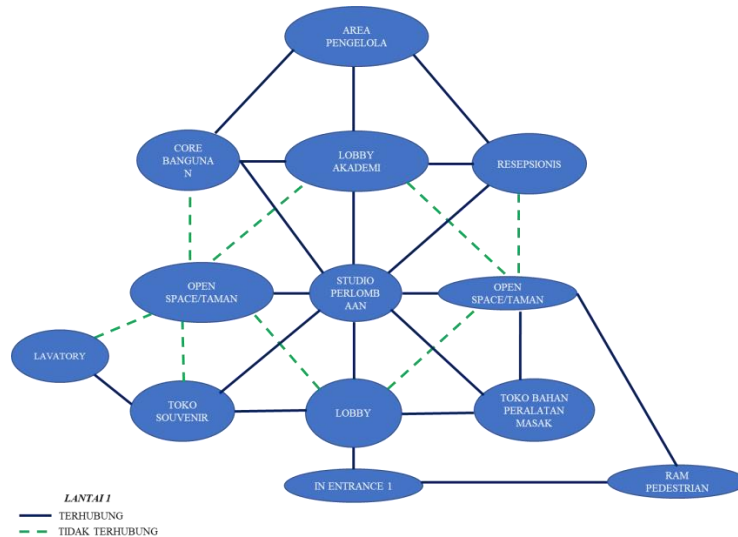 AREA
PENGELOLA
CORE
BANGUNA
N
LOBBY
AKADEMI
RESEPSIONIS
OPEN
SPACE/TAMAN
STUDIO
PERLOMB
AAN
OPEN
SPACE/TAMAN
LAVATORY
TOKO
SOUVENIR
LOBBY
TOKO BAHAN
PERALATAN
MASAK
IN ENTRANCE 1
RAM
PEDESTRIAN
LANTAI 1
TERHUBUNG
TIDAK TERHUBUNG